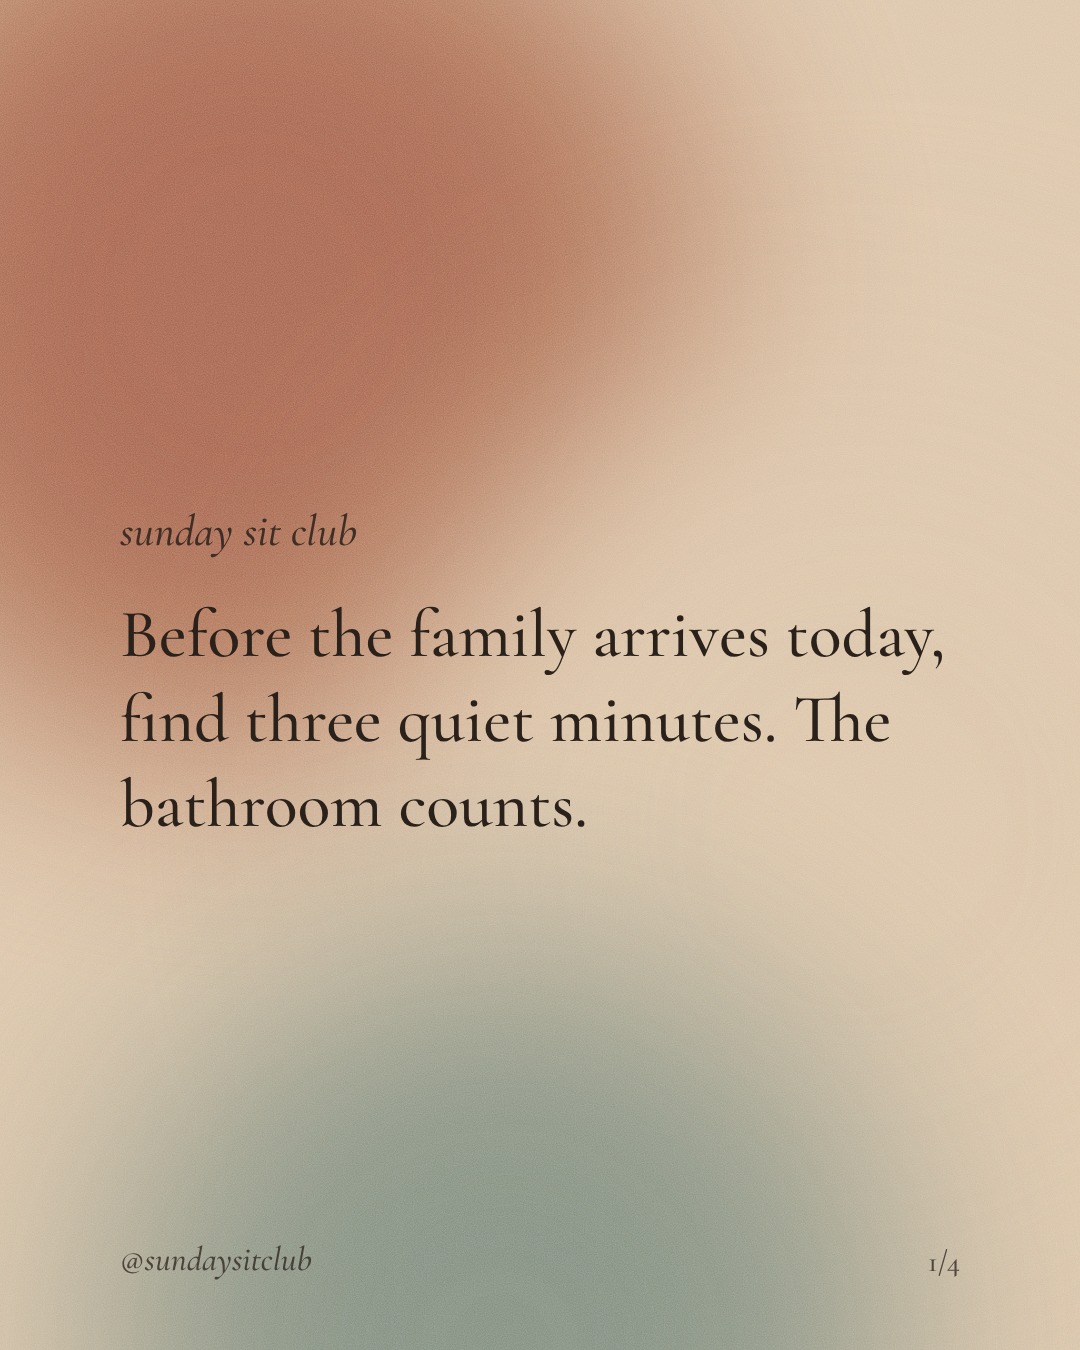 sunday sit club
Before the family arrives today,
find three quiet minutes. The
bathroom counts.
@sundaysitclub
1/4